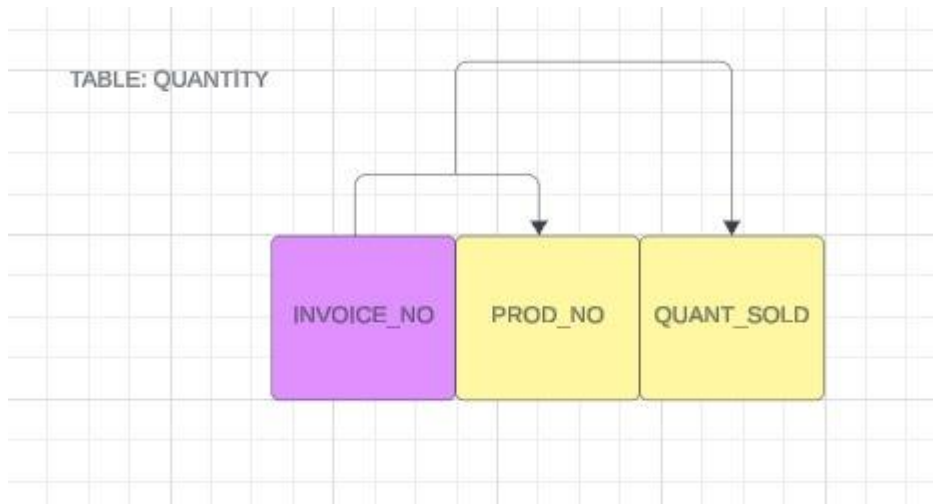 TABLE: QUANTITY
INVOICE_NO
PROD_NO
QUANT_SOLD